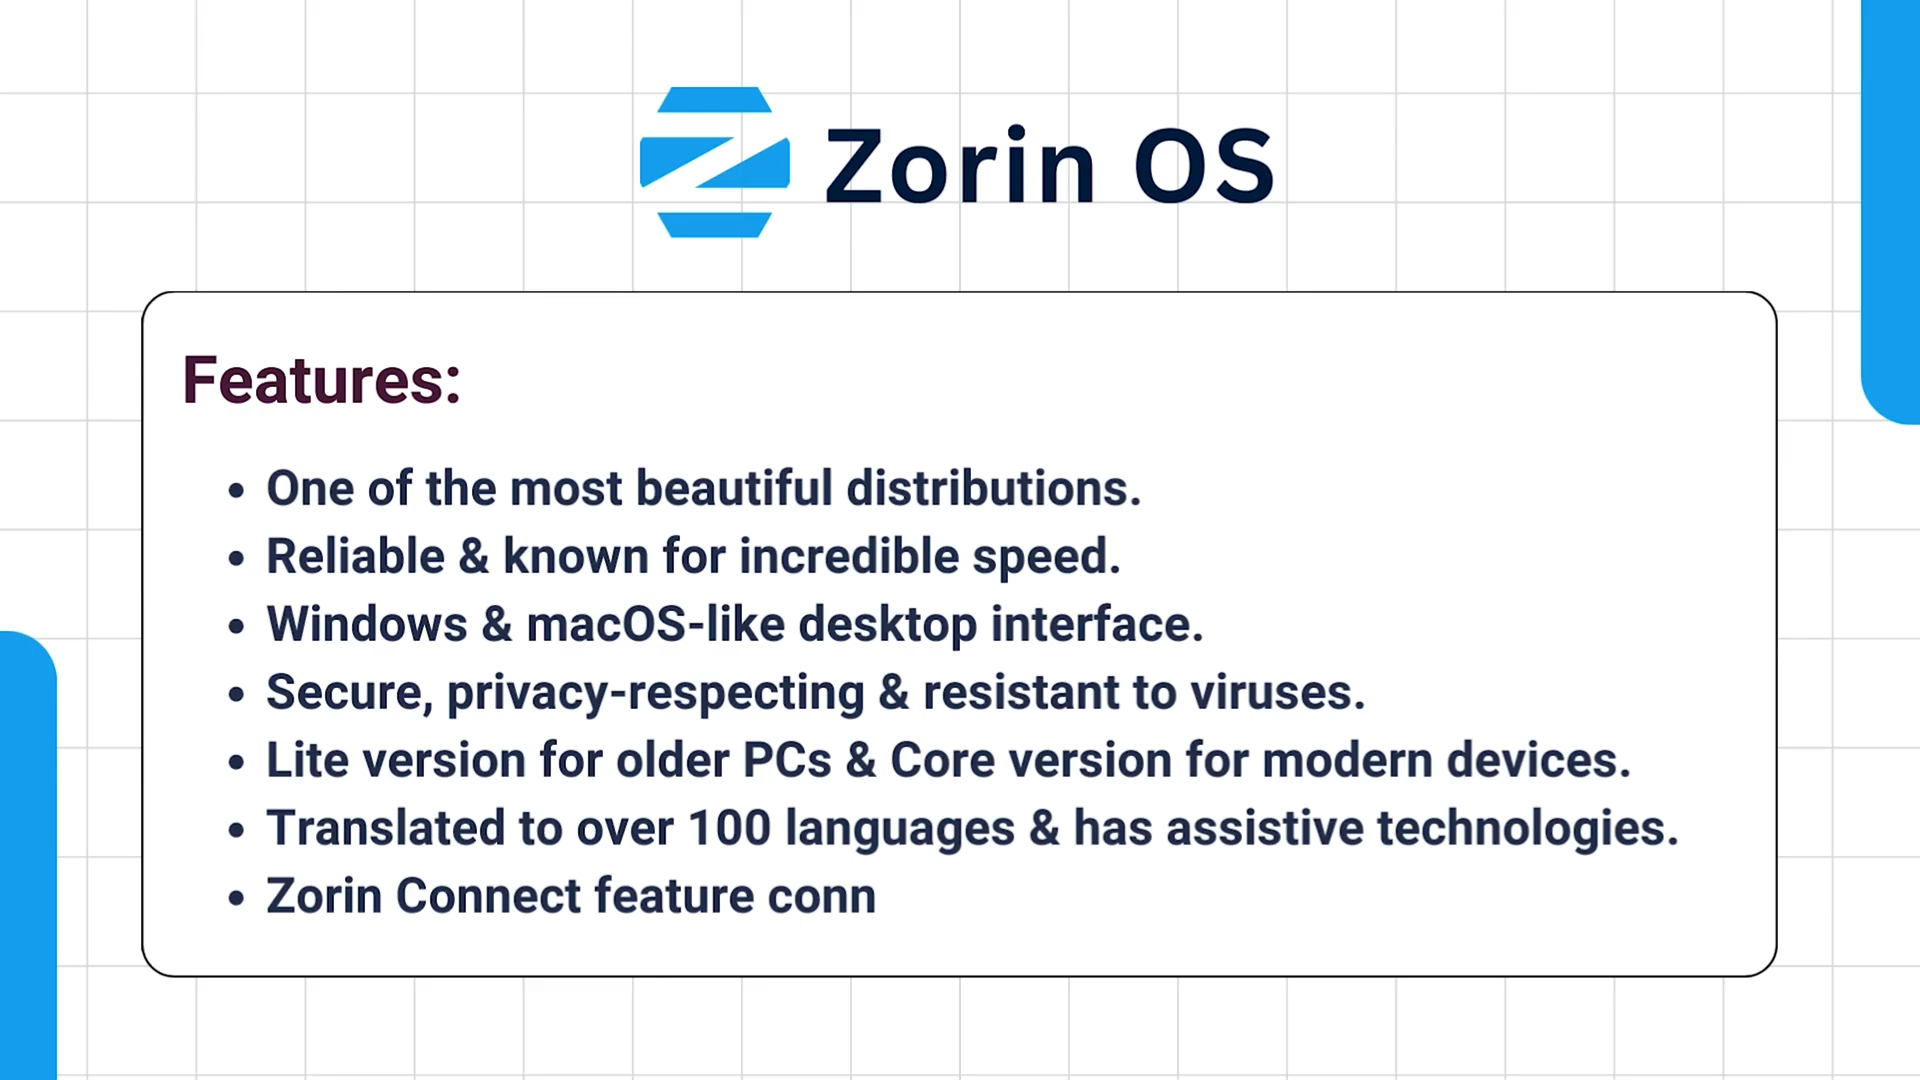 Zorin OS
Features:
• One of the most beautiful distributions.
• Reliable & known for incredible speed.
• Windows & macOS-like desktop interface.
• Secure, privacy-respecting & resistant to viruses.
• Lite version for older PCs & Core version for modern devices.
• Translated to over 100 languages & has assistive technologies.
• Zorin Connect feature conn